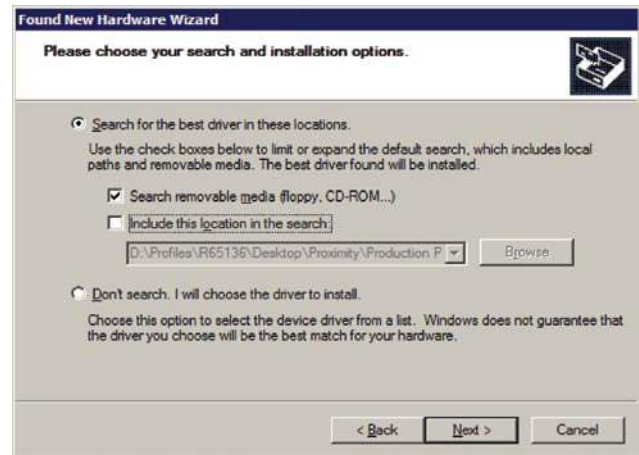 Found New Hardware Wizard
Please choose your search and installation options.
Search for the best driver in these locations.
Use the check boxes below to limit or expand the default search, which includes local
paths and removable media. The best driver found will be installed.
Search removable media (floppy, CD-ROM...)
Include this location in the search:
D:\Profiles\R65136\Desktop\Proximity\Production P
Browse
Don't search. I will choose the driver to install.
Choose this option to select the device driver from a list. Windows does not guarantee that
the driver you choose will be the best match for your hardware.
< Back
Next >
Cancel